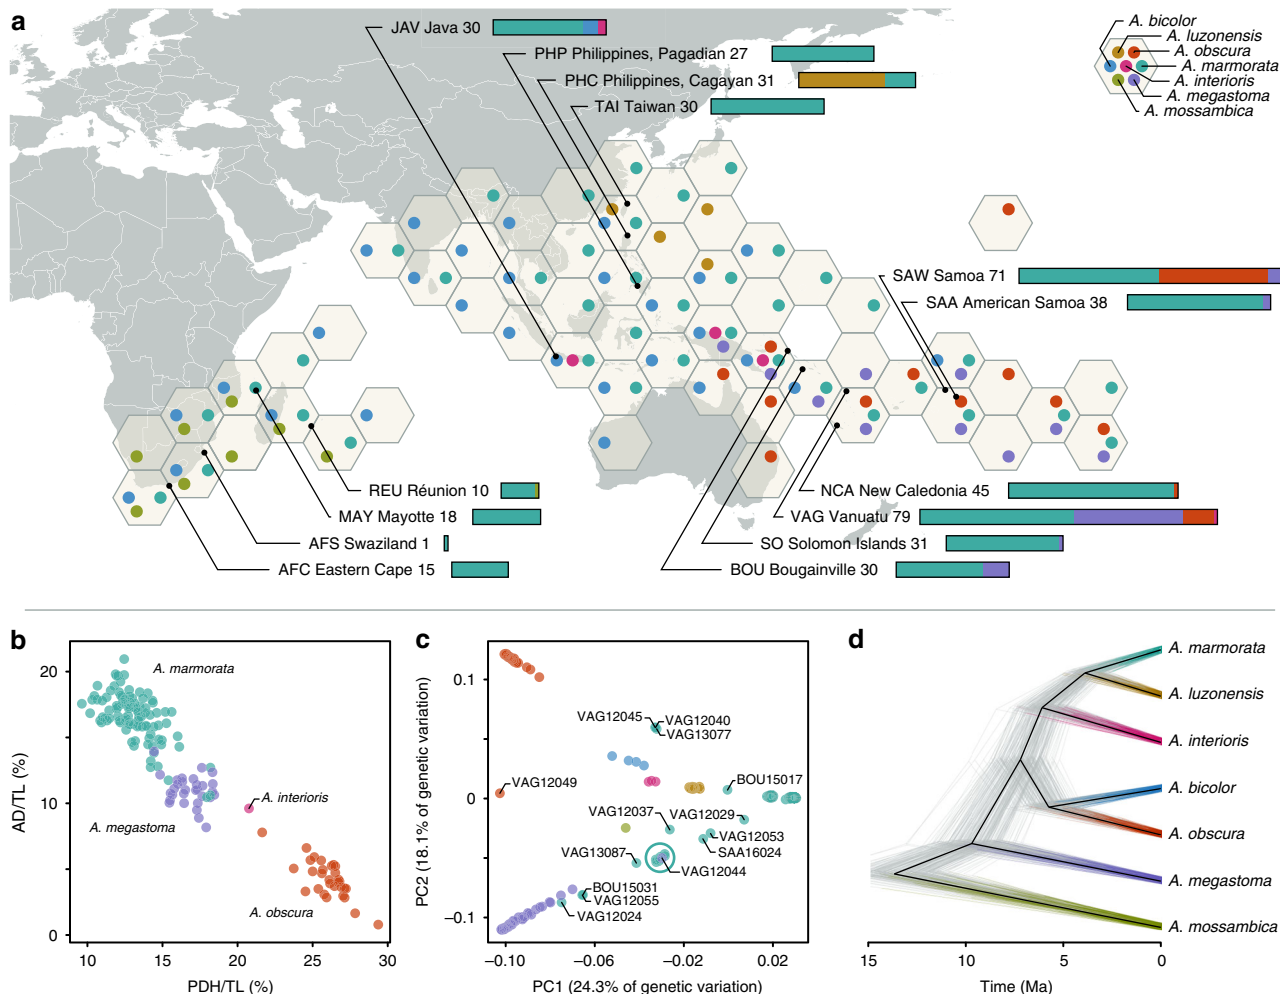 a
JAV Java 30
PHP Philippines, Pagadian 27
PHC Philippines, Cagayan 31
TAI Taiwan 30
A. bicolor
A. luzonensis
A. obscura
A. marmorata
A. interioris
A. megastoma
A. mossambica
SAW Samoa 71
SAA American Samoa 38
REU Réunion 10
MAY Mayotte 18
AFS Swaziland 1
AFC Eastern Cape 15
NCA New Caledonia 45
VAG Vanuatu 79
SO Solomon Islands 31
BOU Bougainville 30
b
A. marmorata
A. interioris
A. megastoma
A. obscura
20
10
0
AD/TL (%)
10 15 20 25 30
PDH/TL (%)
c
VAG12045
VAG12040
VAG13077
VAG12049
BOU15017
VAG12037
VAG12029
VAG12053
SAA16024
VAG13087
VAG12044
BOU15031
VAG12055
VAG12024
0.1
0
−0.1
PC2 (18.1% of genetic variation)
−0.10 −0.06 −0.02 0.02
PC1 (24.3% of genetic variation)
d
A. marmorata
A. luzonensis
A. interioris
A. bicolor
A. obscura
A. megastoma
A. mossambica
15 10 5 0
Time (Ma)